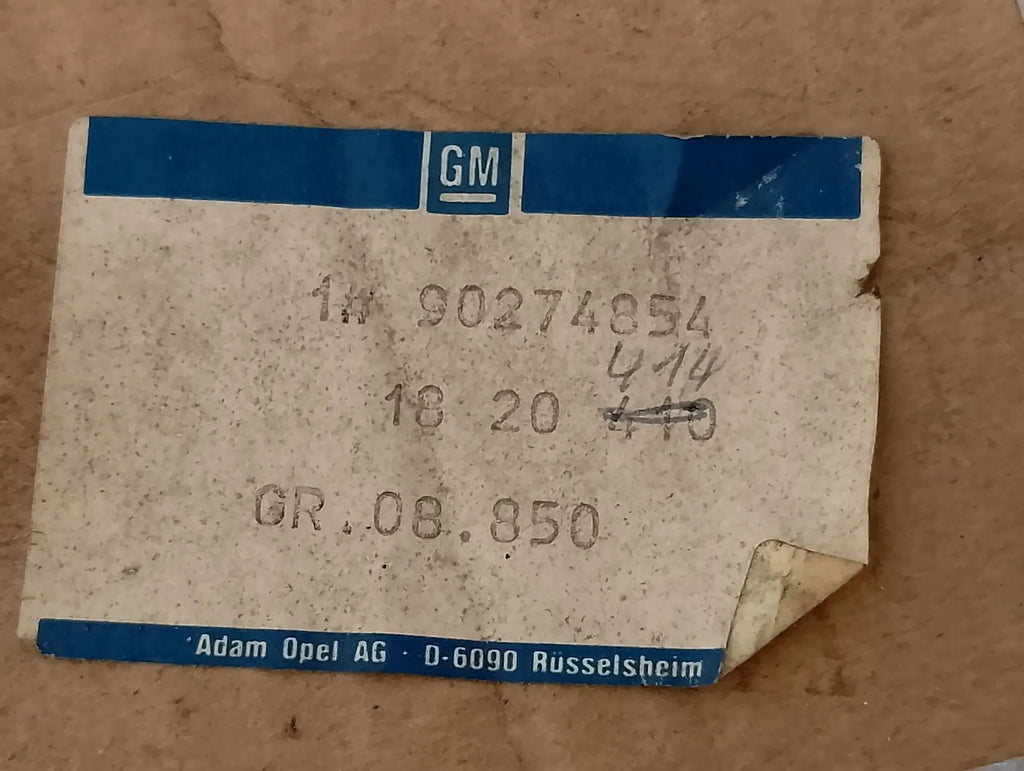 GM
1# 90274854
414
18 20 410
GR.08.850
Adam Opel AG · D-6090 Rüsselsheim